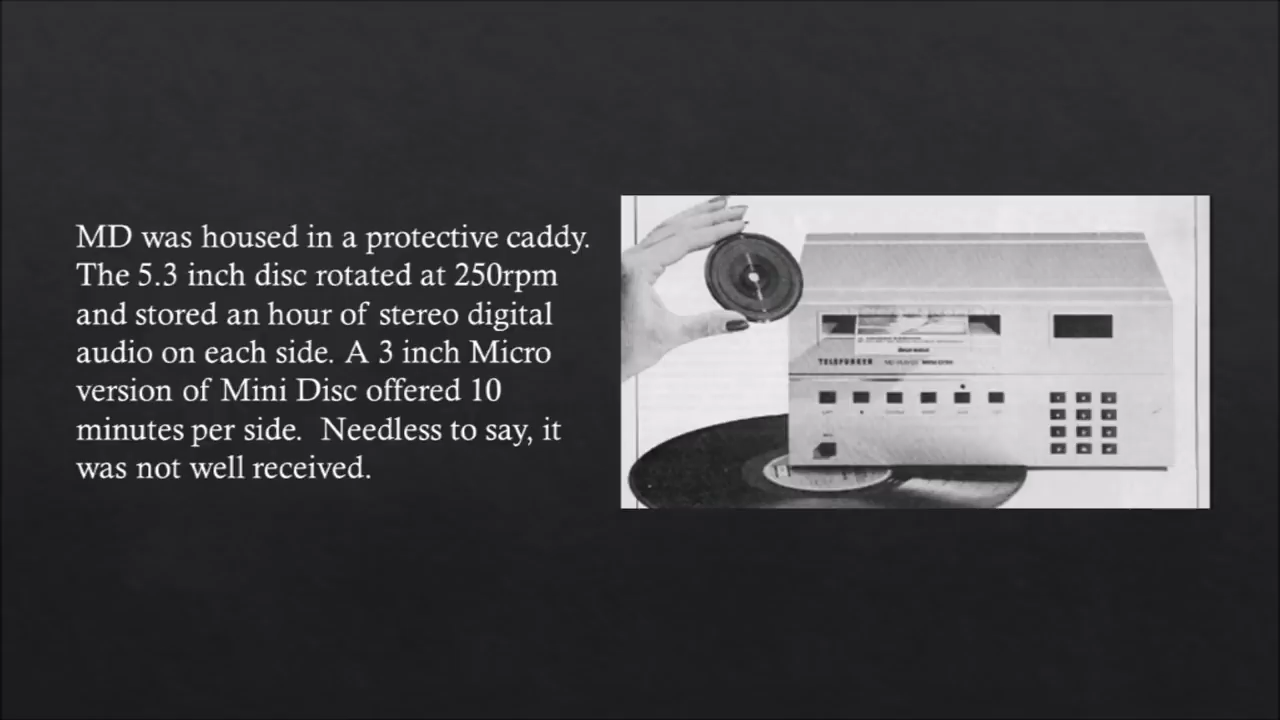 MD was housed in a protective caddy.
The 5.3 inch disc rotated at 250rpm
and stored an hour of stereo digital
audio on each side. A 3 inch Micro
version of Mini Disc offered 10
minutes per side.  Needless to say, it
was not well received.
TELEFUNKEN